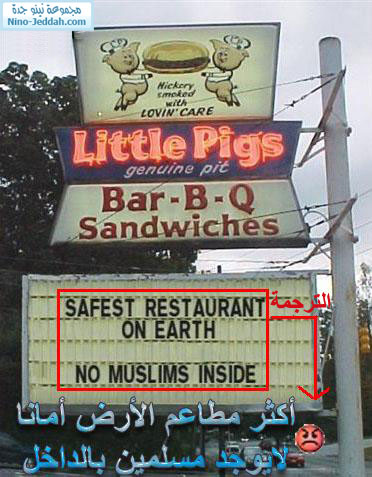 مجموعة نينو جدة
Nino-Jeddah.com
Hickory
smoked
with
LOVIN' CARE
Little Pigs
genuine pit
Bar-B-Q
Sandwiches
الترجمة
SAFEST RESTAURANT
ON EARTH
NO MUSLIMS INSIDE
أكثر مطاعم الأرض أمانا
لايوجد مسلمين بالداخل